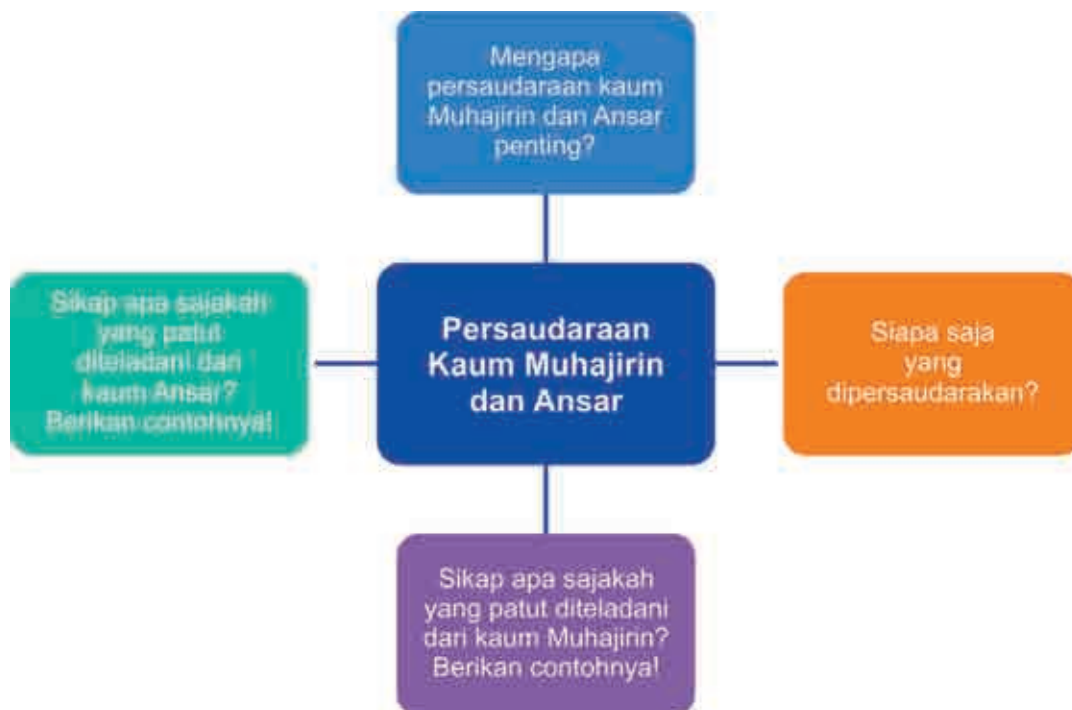 Mengapa
persaudaraan kaum
Muhajirin dan Ansar
penting?
Sikap apa sajakah
yang patut
diteladani dari
kaum Ansar?
Berikan contohnya!
Persaudaraan
Kaum Muhajirin
dan Ansar
Siapa saja
yang
dipersaudarakan?
Sikap apa sajakah
yang patut diteladani
dari kaum Muhajirin?
Berikan contohnya!